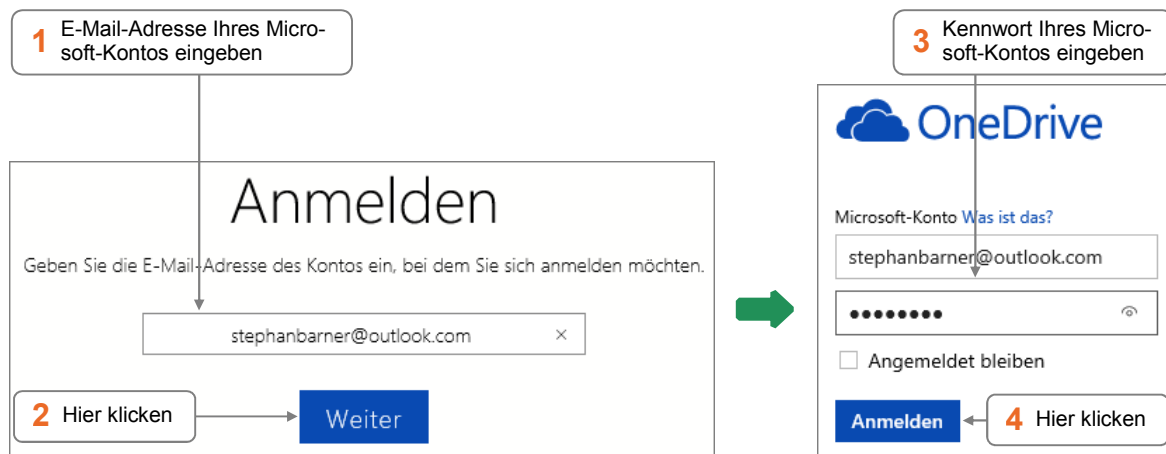 1 E-Mail-Adresse Ihres Micro-
soft-Kontos eingeben
Anmelden
Geben Sie die E-Mail-Adresse des Kontos ein, bei dem Sie sich anmelden möchten.
stephanbarner@outlook.com ×
2 Hier klicken
Weiter
3 Kennwort Ihres Micro-
soft-Kontos eingeben
OneDrive
Microsoft-Konto Was ist das?
stephanbarner@outlook.com
●●●●●●●●
Angemeldet bleiben
Anmelden
4 Hier klicken